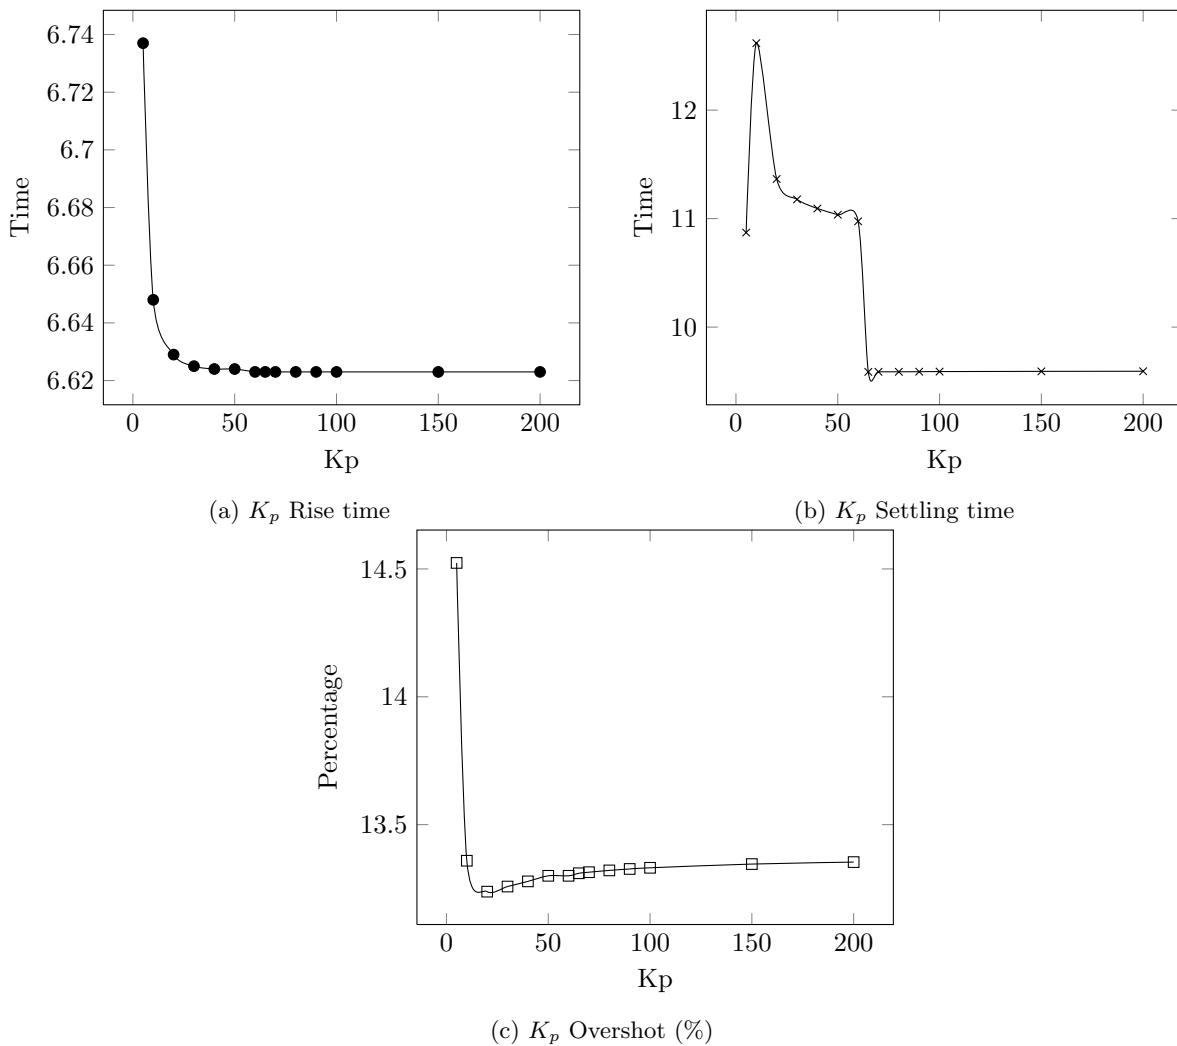 6.74
6.72
6.7
6.68
6.66
6.64
6.62
Time
0 50 100 150 200
Kp
(a) K_p Rise time
12
11
10
Time
0 50 100 150 200
Kp
(b) K_p Settling time
14.5
14
13.5
Percentage
0 50 100 150 200
Kp
(c) K_p Overshot (%)